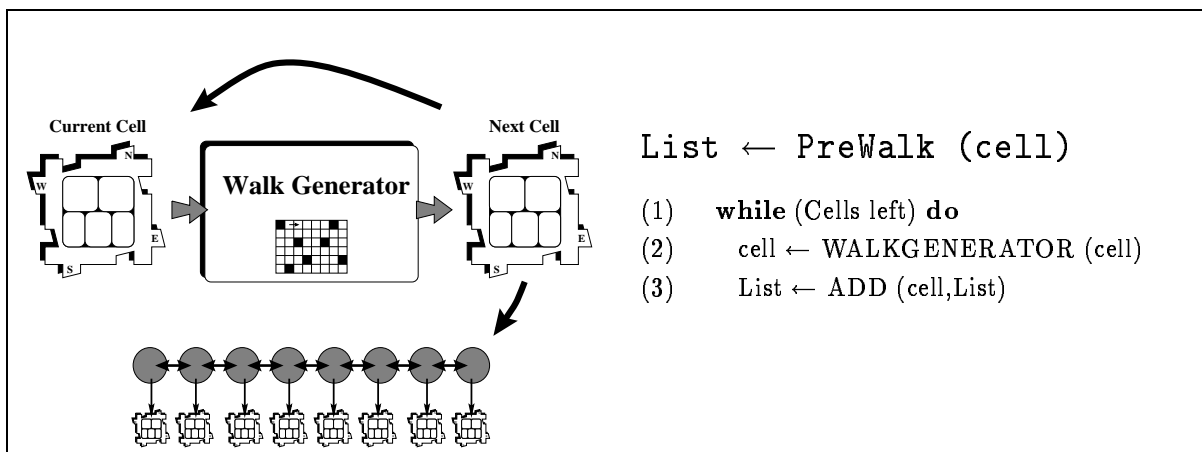 Current Cell
Next Cell
N
W
E
S
Walk Generator
N
W
E
S
List ← PreWalk (cell)
(1) while (Cells left) do
(2) cell ← WALKGENERATOR (cell)
(3) List ← ADD (cell,List)